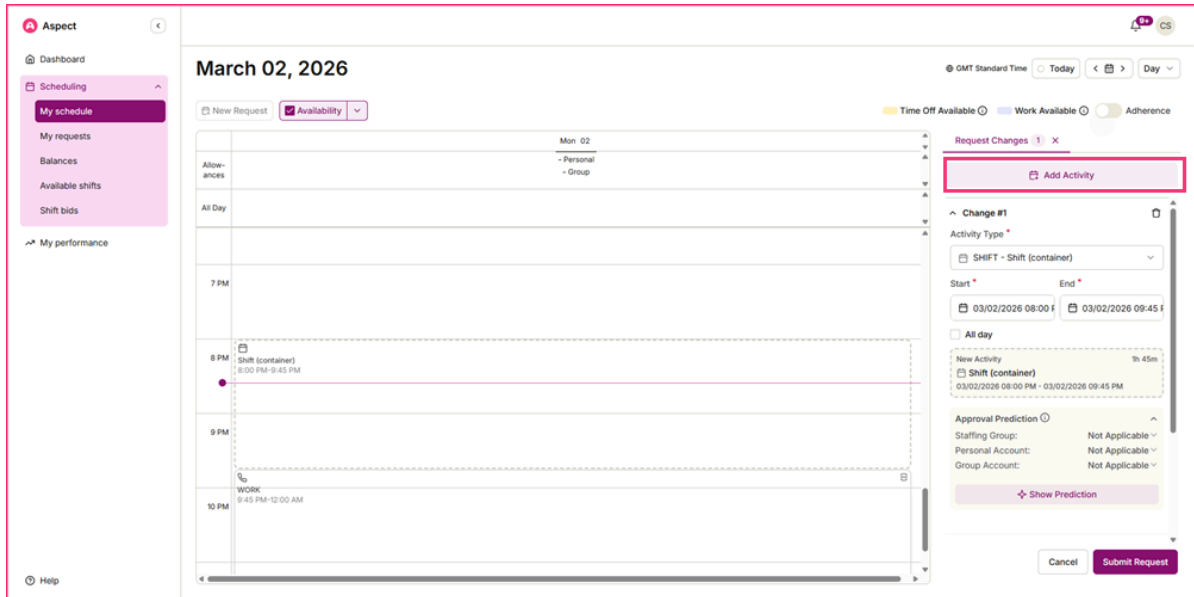 Aspect
9+
CS
Dashboard
Scheduling
My schedule
My requests
Balances
Available shifts
Shift bids
My performance
Help
March 02, 2026
GMT Standard Time
Today
Day
New Request
Availability
Time Off Available
Work Available
Adherence
Mon 02
Allow-
ances
- Personal
- Group
All Day
7 PM
8 PM
Shift (container)
8:00 PM-9:45 PM
9 PM
WORK
9:45 PM-12:00 AM
10 PM
Request Changes 1
Add Activity
Change #1
Activity Type *
SHIFT - Shift (container)
Start * End *
03/02/2026 08:00 P 03/02/2026 09:45 P
All day
New Activity 1h 45m
Shift (container)
03/02/2026 08:00 PM - 03/02/2026 09:45 PM
Approval Prediction
Staffing Group: Not Applicable
Personal Account: Not Applicable
Group Account: Not Applicable
Show Prediction
Cancel Submit Request